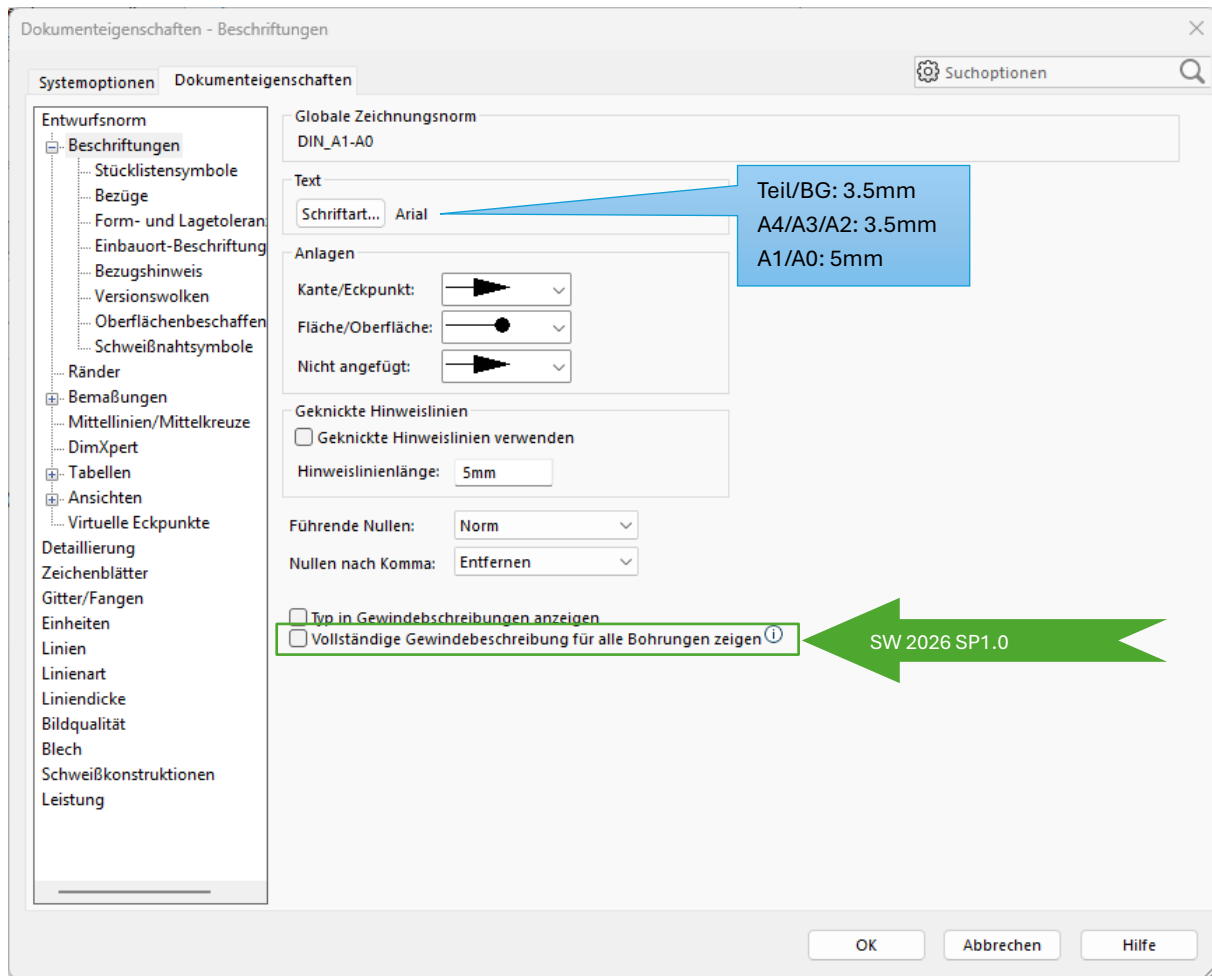 Dokumenteigenschaften - Beschriftungen
Systemoptionen
Dokumenteigenschaften
Suchoptionen
Entwurfsnorm
Beschriftungen
Stücklistensymbole
Bezüge
Form- und Lagetoleran
Einbauort-Beschriftung
Bezugshinweis
Versionswolken
Oberflächenbeschaffen
Schweißnahtsymbole
Ränder
Bemaßungen
Mittellinien/Mittelkreuze
DimXpert
Tabellen
Ansichten
Virtuelle Eckpunkte
Detaillierung
Zeichenblätter
Gitter/Fangen
Einheiten
Linien
Linienart
Liniendicke
Bildqualität
Blech
Schweißkonstruktionen
Leistung
Globale Zeichnungsnorm
DIN_A1-A0
Text
Schriftart... Arial
Teil/BG: 3.5mm
A4/A3/A2: 3.5mm
A1/A0: 5mm
Anlagen
Kante/Eckpunkt:
Fläche/Oberfläche:
Nicht angefügt:
Geknickte Hinweislinien
Geknickte Hinweislinien verwenden
Hinweislinienlänge: 5mm
Führende Nullen: Norm
Nullen nach Komma: Entfernen
Typ in Gewindebschreibungen anzeigen
Vollständige Gewindebeschreibung für alle Bohrungen zeigen
SW 2026 SP1.0
OK
Abbrechen
Hilfe